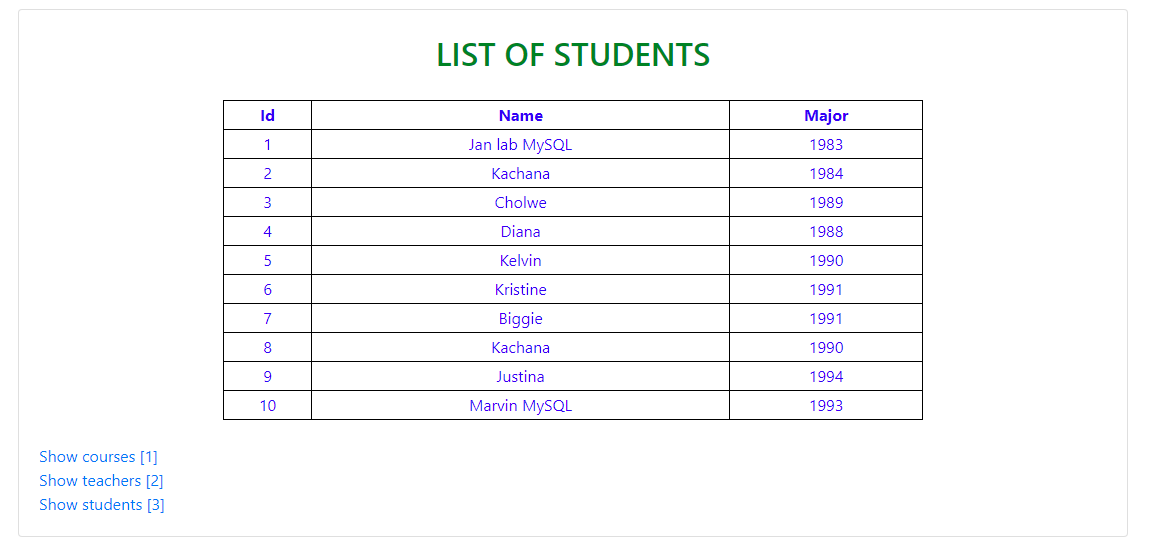 LIST OF STUDENTS
Id Name Major
1 Jan lab MySQL 1983
2 Kachana 1984
3 Cholwe 1989
4 Diana 1988
5 Kelvin 1990
6 Kristine 1991
7 Biggie 1991
8 Kachana 1990
9 Justina 1994
10 Marvin MySQL 1993
Show courses [1]
Show teachers [2]
Show students [3]